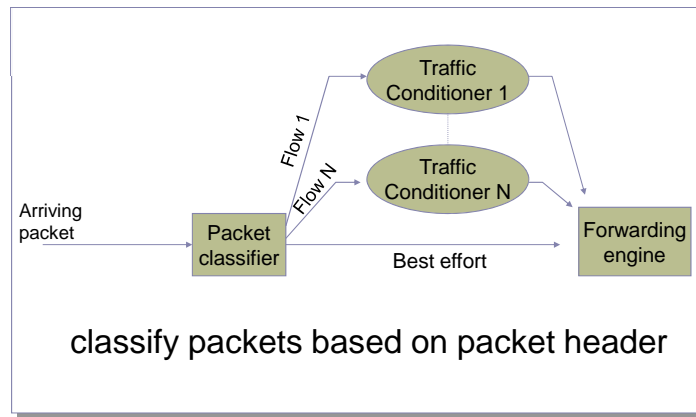 Traffic
Conditioner 1
Flow 1
Flow N
Traffic
Conditioner N
Arriving
packet
Packet
classifier
Best effort
Forwarding
engine
classify packets based on packet header